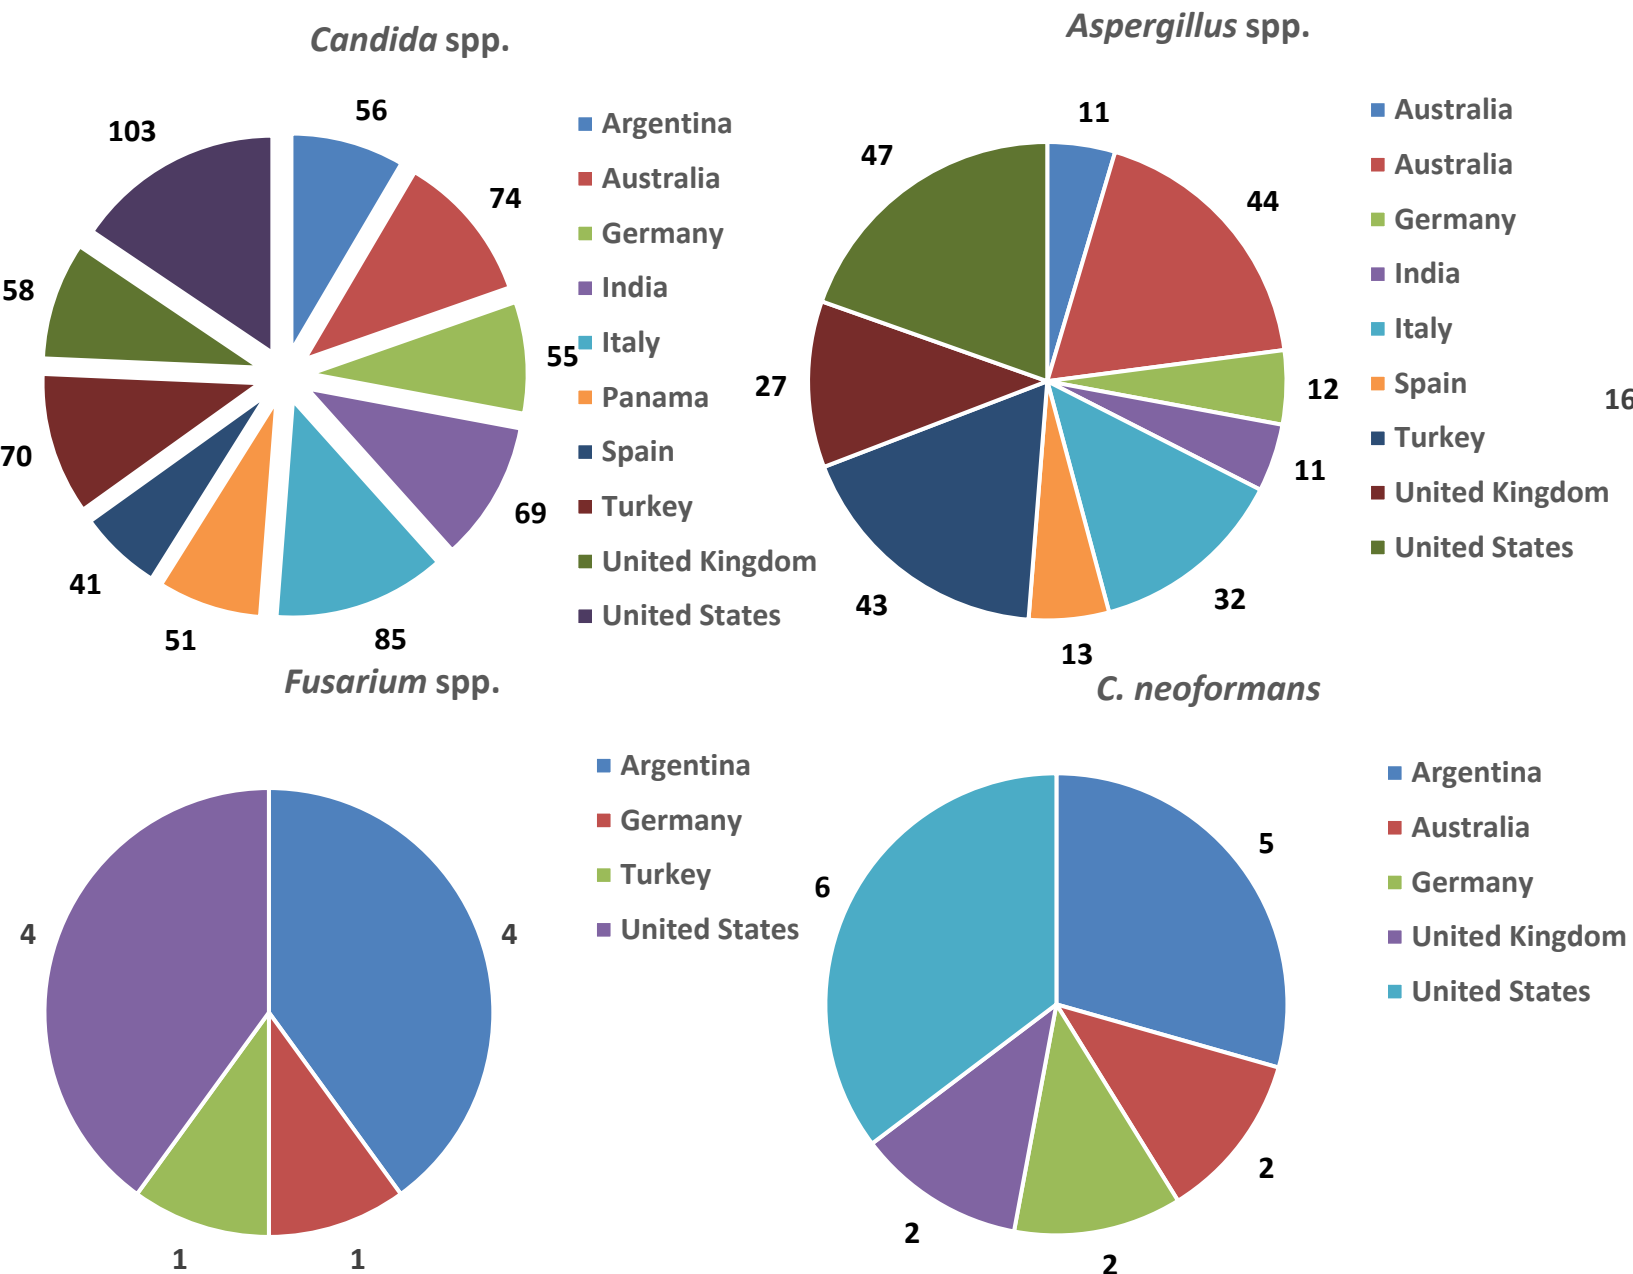 Candida spp.
56
74
55
69
85
51
41
70
58
103
Argentina
Australia
Germany
India
Italy
Panama
Spain
Turkey
United Kingdom
United States
Aspergillus spp.
11
44
12
11
32
13
43
27
47
Australia
Australia
Germany
India
Italy
Spain
Turkey
United Kingdom
United States
16
Fusarium spp.
4
1
1
4
Argentina
Germany
Turkey
United States
C. neoformans
5
2
2
2
6
Argentina
Australia
Germany
United Kingdom
United States